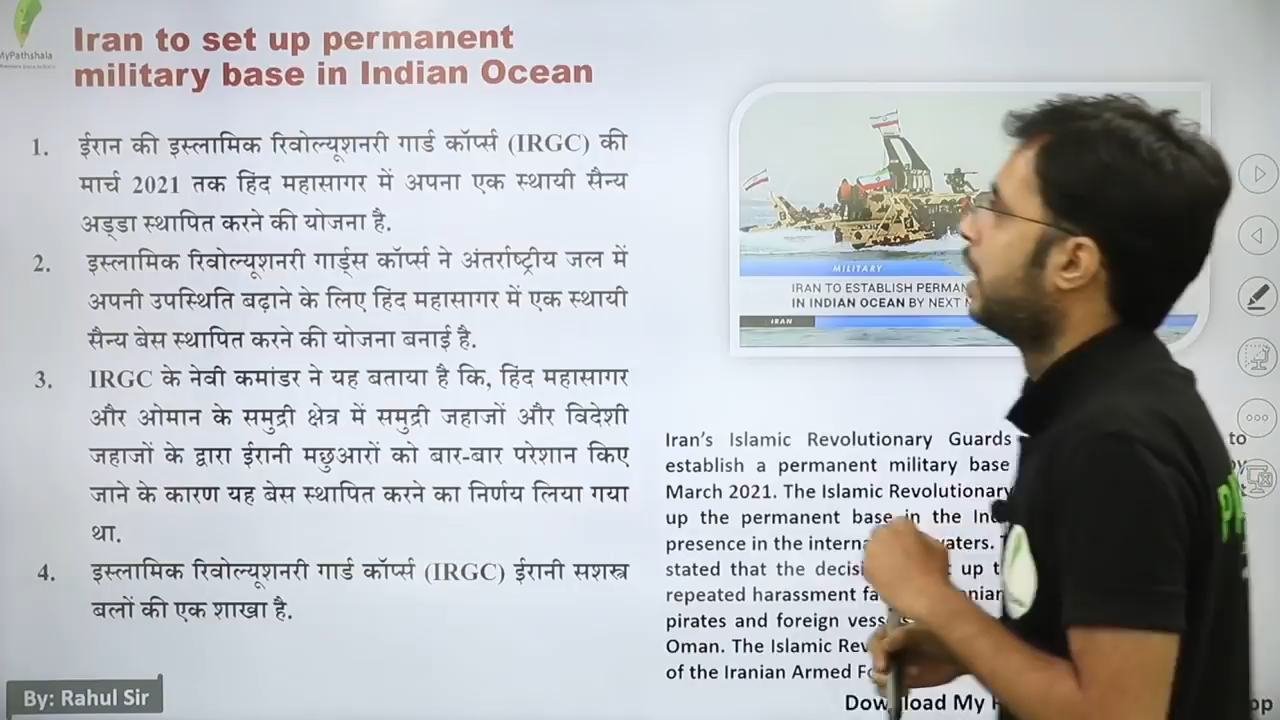 MyPathshala
Iran to set up permanent
military base in Indian Ocean
1. ईरान की इस्लामिक रिवोल्यूशनरी गार्ड कॉर्प्स (IRGC) की
मार्च 2021 तक हिंद महासागर में अपना एक स्थायी सैन्य
अड्डा स्थापित करने की योजना है.
2. इस्लामिक रिवोल्यूशनरी गार्ड्स कॉर्प्स ने अंतर्राष्ट्रीय जल में
अपनी उपस्थिति बढ़ाने के लिए हिंद महासागर में एक स्थायी
सैन्य बेस स्थापित करने की योजना बनाई है.
3. IRGC के नेवी कमांडर ने यह बताया है कि, हिंद महासागर
और ओमान के समुद्री क्षेत्र में समुद्री जहाजों और विदेशी
जहाजों के द्वारा ईरानी मछुआरों को बार-बार परेशान किए
जाने के कारण यह बेस स्थापित करने का निर्णय लिया गया
था.
4. इस्लामिक रिवोल्यूशनरी गार्ड कॉर्प्स (IRGC) ईरानी सशस्त्र
बलों की एक शाखा है.
By: Rahul Sir
MILITARY
IRAN TO ESTABLISH
IN INDIAN OCEAN BY NEXT
IRAN
Iran's Islamic Revolutionary Guards to
establish a permanent military base
March 2021. The Islamic Revolutionary
up the permanent base in the
presence in the
stated that the up
repeated harassment
pirates and foreign
Oman. The Islamic
of the Iranian Armed
Download My